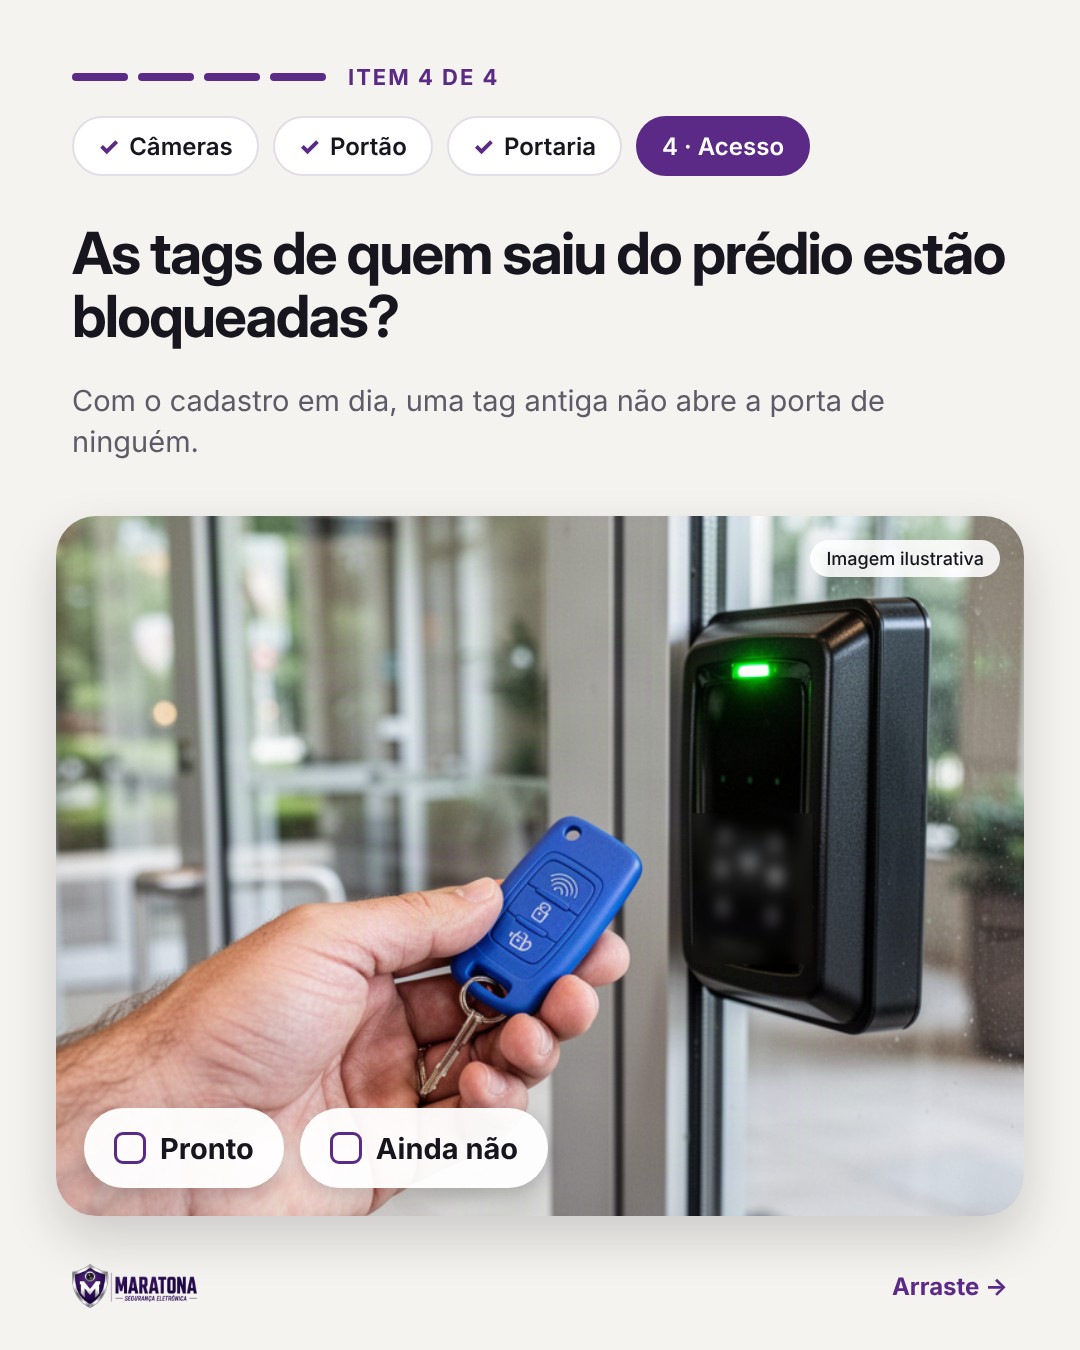 ITEM 4 DE 4
✓ Câmeras ✓ Portão ✓ Portaria 4 · Acesso
As tags de quem saiu do prédio estão
bloqueadas?
Com o cadastro em dia, uma tag antiga não abre a porta de
ninguém.
Imagem ilustrativa
Pronto Ainda não
M MARATONA
SEGURANÇA ELETRÔNICA
Arraste →